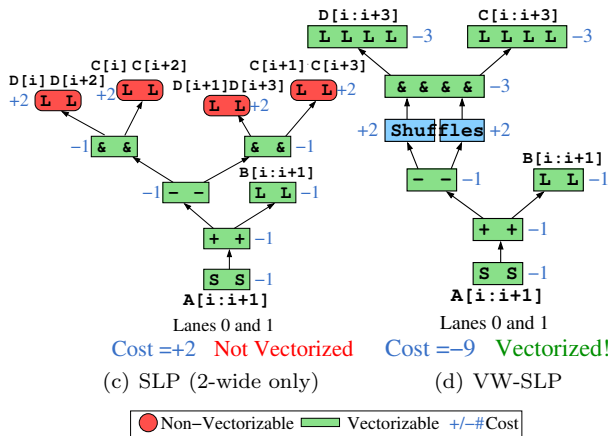 D[i:i+3] C[i:i+3]
L L L L −3 L L L L −3
C[i]C[i+2] C[i+1] C[i+3]
D[i] D[i+2] D[i+1]D[i+3]
+2 L L +2 L L L L +2 L L +2
& & & & −3
+2 Shuffles +2
−1 & & & & −1
B[i:i+1] B[i:i+1]
−1 − − L L −1 − − −1 L L −1
+ + −1 + + −1
S S −1 S S −1
A[i:i+1] A[i:i+1]
Lanes 0 and 1 Lanes 0 and 1
Cost =+2 Not Vectorized Cost =−9 Vectorized!
(c) SLP (2-wide only) (d) VW-SLP
Non-Vectorizable Vectorizable +/−# Cost